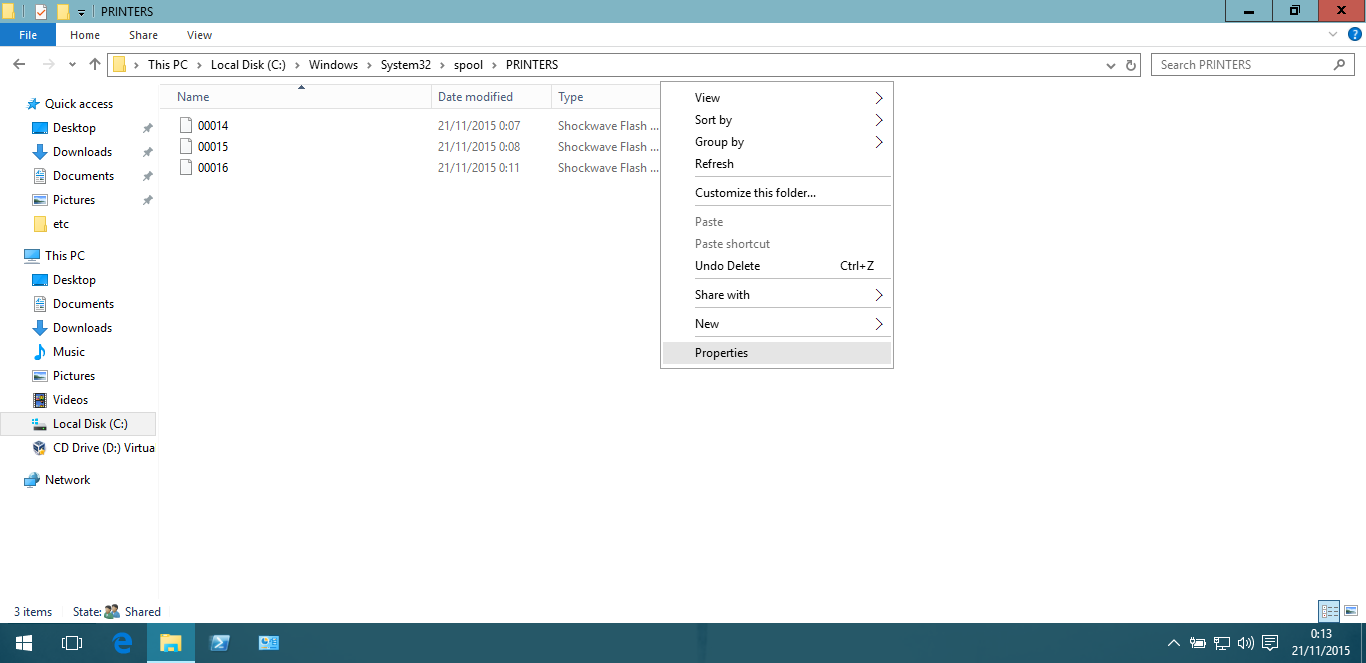 PRINTERS
File Home Share View
This PC Local Disk (C:) Windows System32 spool PRINTERS
Search PRINTERS
Quick access
Desktop
Downloads
Documents
Pictures
etc
This PC
Desktop
Documents
Downloads
Music
Pictures
Videos
Local Disk (C:)
CD Drive (D:) Virtua
Network
Name Date modified Type
00014 21/11/2015 0:07 Shockwave Flash ...
00015 21/11/2015 0:08 Shockwave Flash ...
00016 21/11/2015 0:11 Shockwave Flash ...
View
Sort by
Group by
Refresh
Customize this folder...
Paste
Paste shortcut
Undo Delete Ctrl+Z
Share with
New
Properties
3 items State: Shared
0:13
21/11/2015